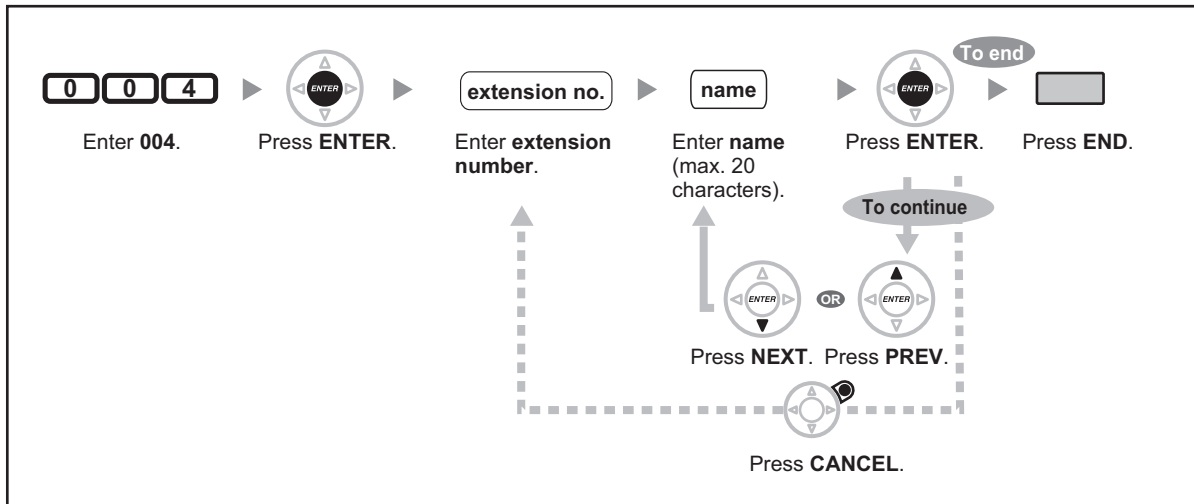 To end
0 0 4
ENTER
extension no.
name
ENTER
Enter 004.
Press ENTER.
Enter extension
number.
Enter name
(max. 20
characters).
Press ENTER.
Press END.
To continue
ENTER
OR
ENTER
Press NEXT.
Press PREV.
Press CANCEL.